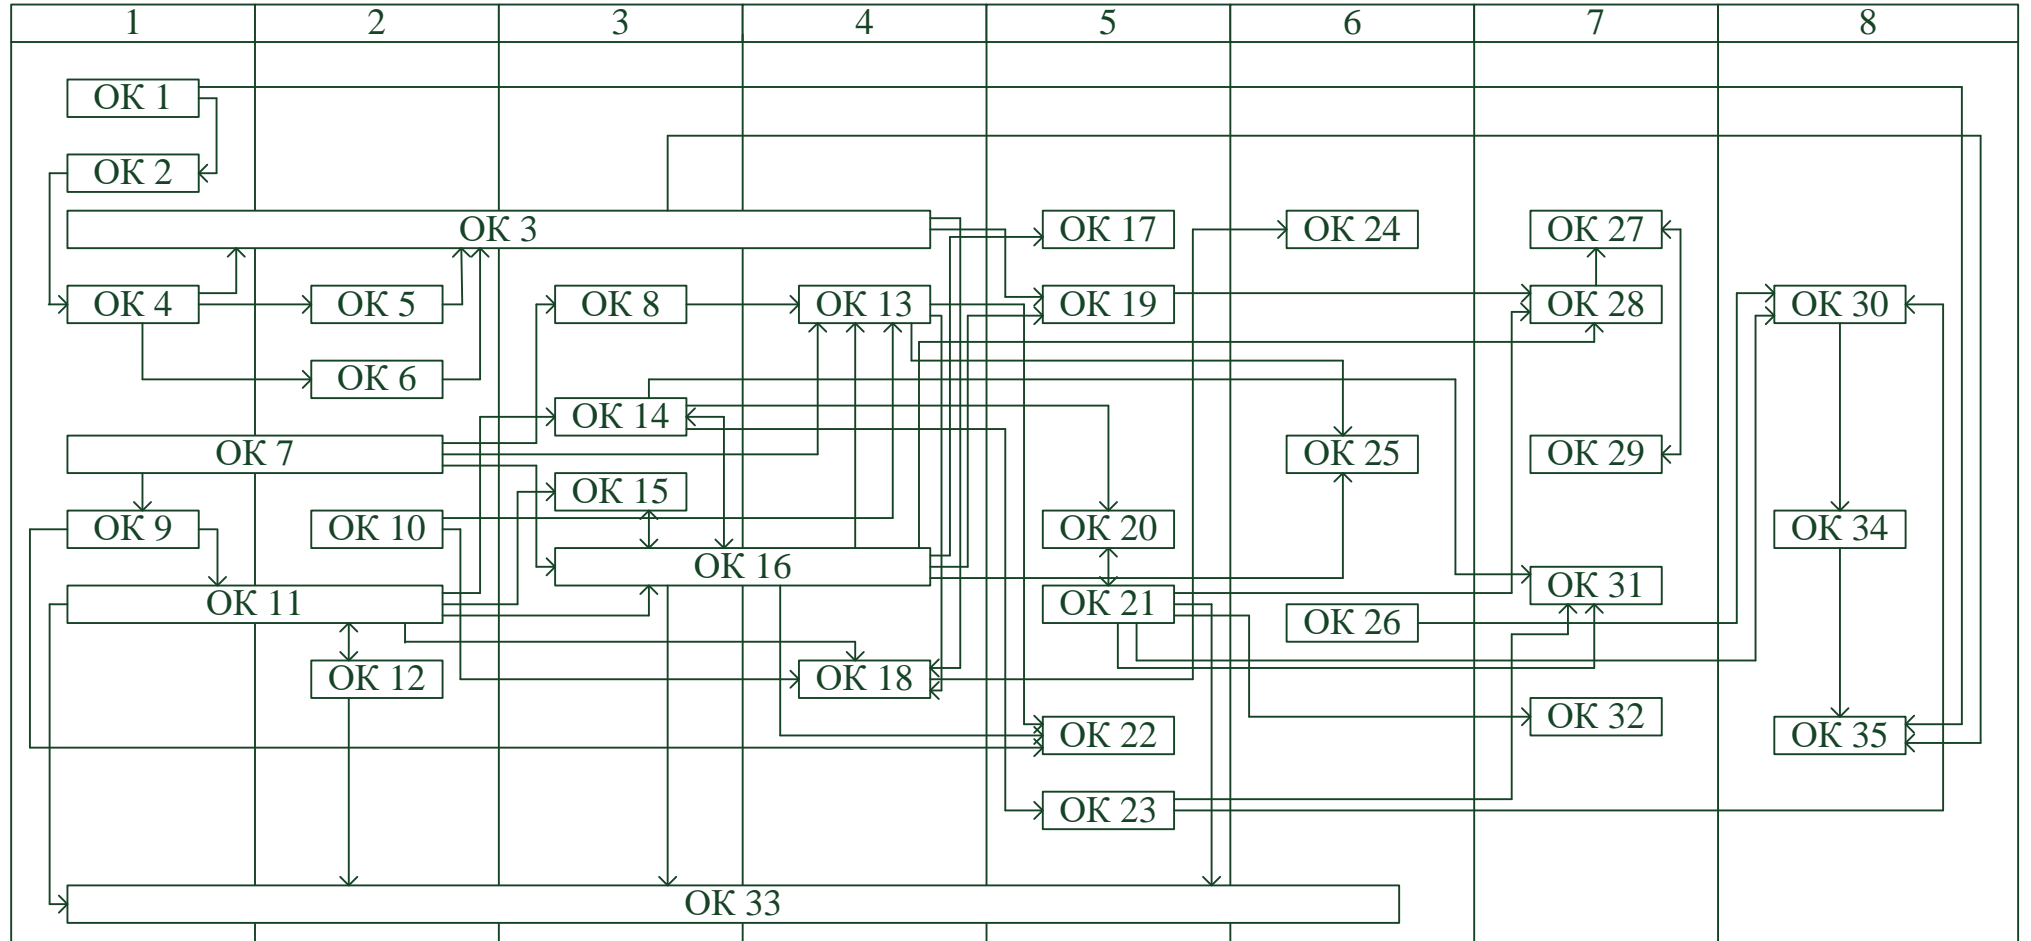 1 2 3 4 5 6 7 8
ОК 1
ОК 2
ОК 3 ОК 17 ОК 24 ОК 27
ОК 4 ОК 5 ОК 8 ОК 13 ОК 19 ОК 28 ОК 30
ОК 6
ОК 14
ОК 7 ОК 25 ОК 29
ОК 15
ОК 9 ОК 10 ОК 20 ОК 34
ОК 16
ОК 31
ОК 11 ОК 21
ОК 26
ОК 12 ОК 18
ОК 32
ОК 22 ОК 35
ОК 23
ОК 33